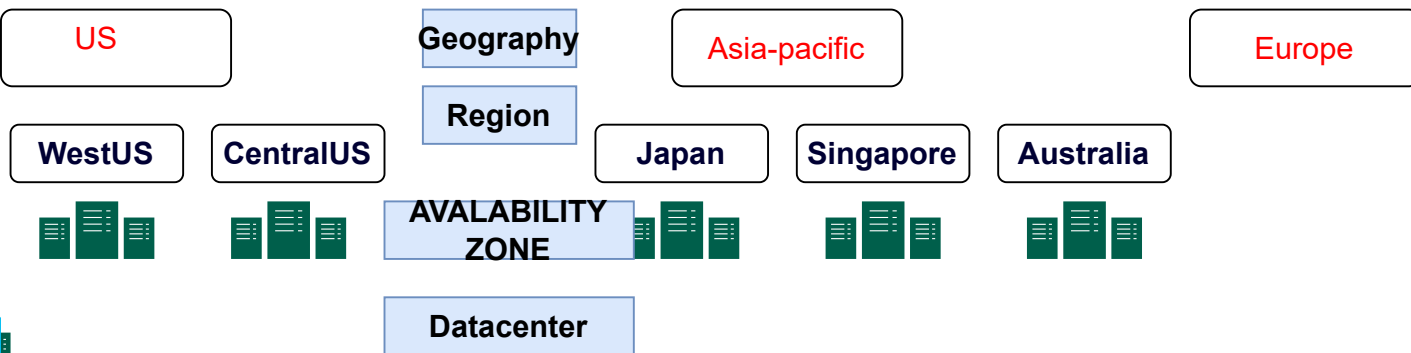 US
Geography
Asia-pacific
Europe
Region
WestUS
CentralUS
Japan
Singapore
Australia
AVALABILITY
ZONE
Datacenter